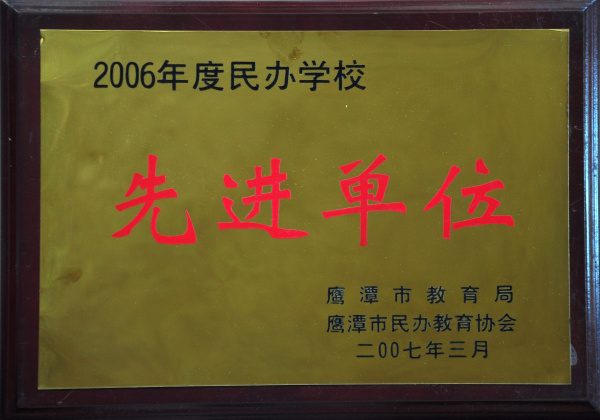 2006年度民办学校
先进单位
鹰潭市教育局
鹰潭市民办教育协会
二00七年三月